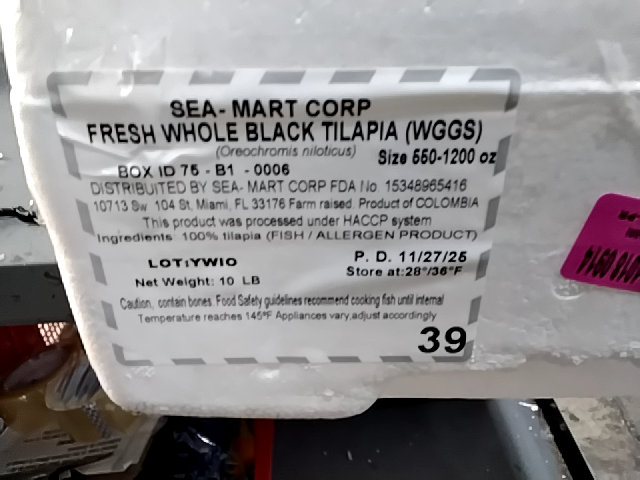 SEA- MART CORP
FRESH WHOLE BLACK TILAPIA (WGGS)
(Oreochromis niloticus) Size 550-1200 oz
BOX ID 75 - B1 - 0006
DISTRIBUTED BY SEA- MART CORP FDA No. 15348965416
10713 Sw 104 St. Miami, FL 33176 Farm raised. Product of COLOMBIA
This product was processed under HACCP system
Ingredients: 100% tilapia (FISH / ALLERGEN PRODUCT)
LOT:YWIO P. D. 11/27/25
Net Weight: 10 LB Store at:28°/36°F
Caution, contain bones. Food Safety guidelines recommend cooking fish until internal
Temperature reaches 145ºF Appliances vary,adjust accordingly
39